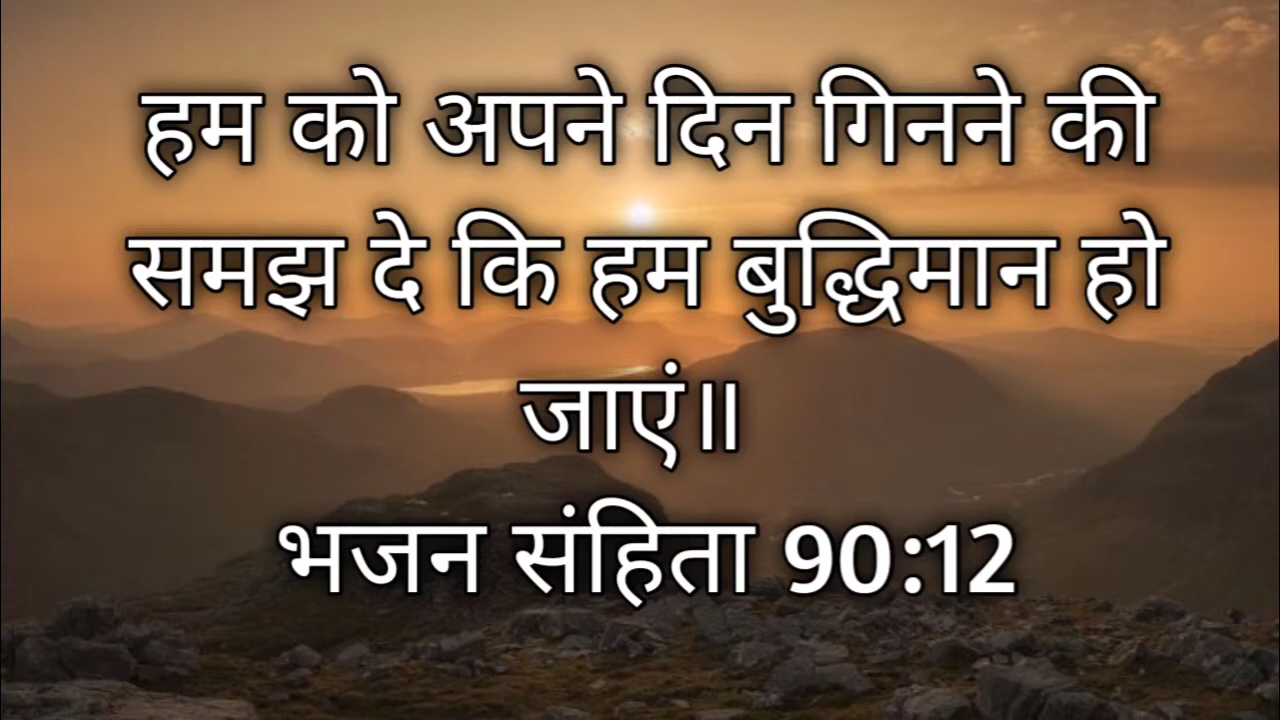 हम को अपने दिन गिनने की
समझ दे कि हम बुद्धिमान हो
जाएं॥
भजन संहिता 90:12